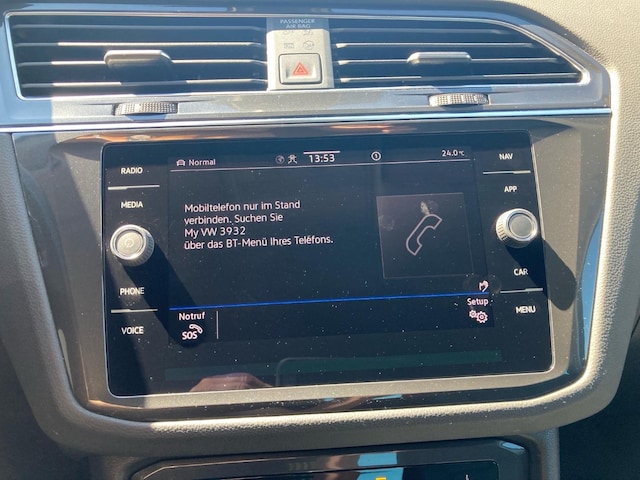 PASSENGER
AIR BAG
RADIO
Normal
13:53
24.0°C
NAV
MEDIA
APP
Mobiltelefon nur im Stand
verbinden. Suchen Sie
My VW 3932
über das BT-Menü Ihres Teléfons.
PHONE
CAR
VOICE
Notruf
SOS
Setup
MENU